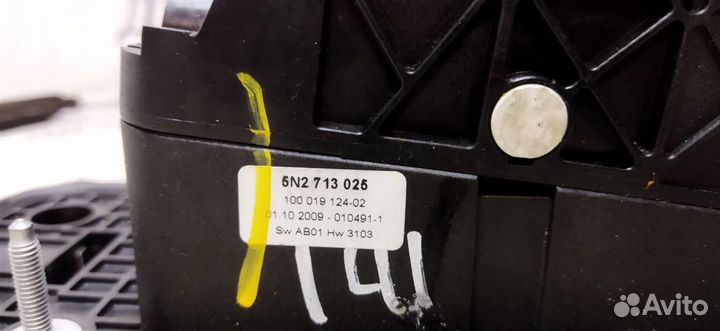 5N2 713 025
100 019 124-02
01 10 2009 - 010491-1
Sw AB01 Hw 3103
Avito